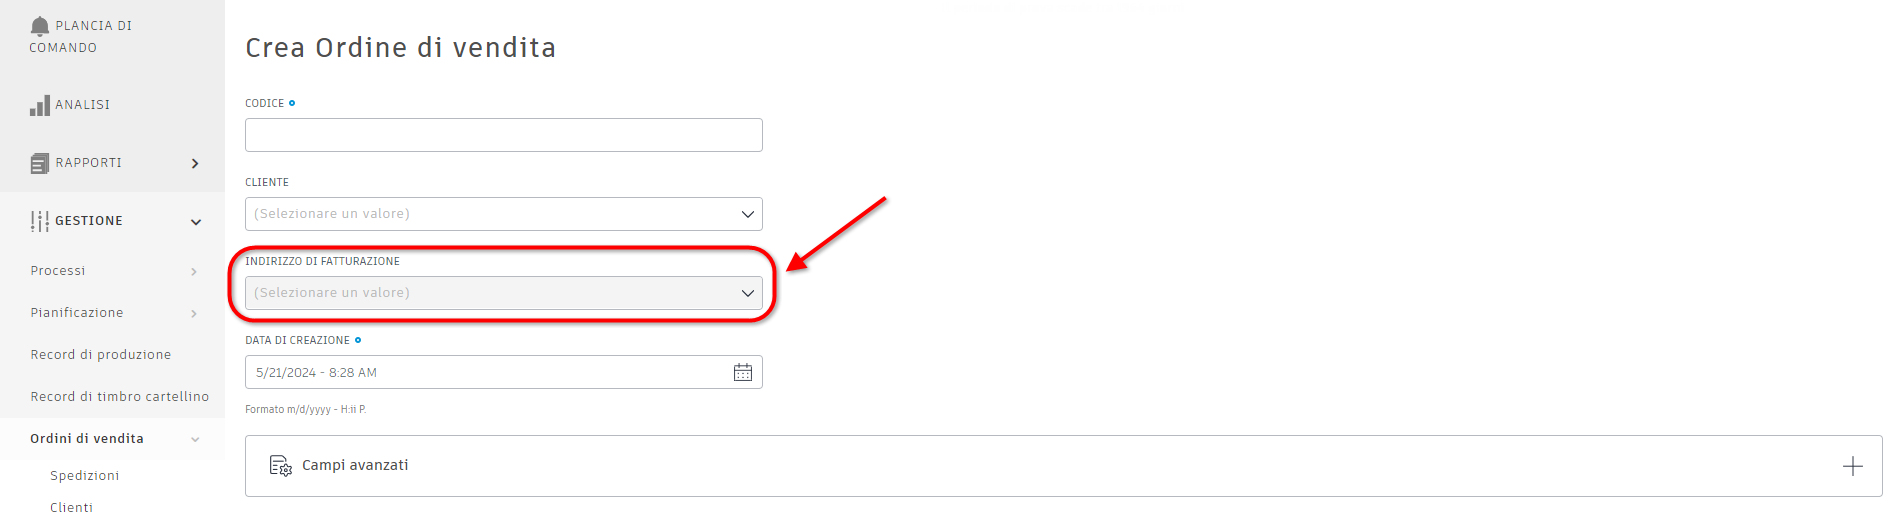 PLANCIA DI
COMANDO
ANALISI
RAPPORTI
GESTIONE
Processi
Pianificazione
Record di produzione
Record di timbro cartellino
Ordini di vendita
Spedizioni
Clienti
Crea Ordine di vendita
CODICE
CLIENTE
(Selezionare un valore)
INDIRIZZO DI FATTURAZIONE
(Selezionare un valore)
DATA DI CREAZIONE
5/21/2024 - 8:28 AM
Formato m/d/yyyy - H:ii P.
Campi avanzati